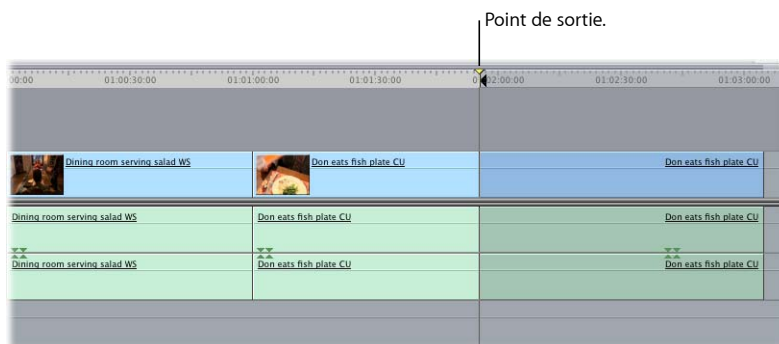 Point de sortie.
00:00 01:00:30:00 01:01:00:00 01:01:30:00 0 02:00:00 01:02:30:00 01:03:00:00
Dining room serving salad WS Don eats fish plate CU Don eats fish plate CU
Dining room serving salad WS Don eats fish plate CU Don eats fish plate CU
Dining room serving salad WS Don eats fish plate CU Don eats fish plate CU